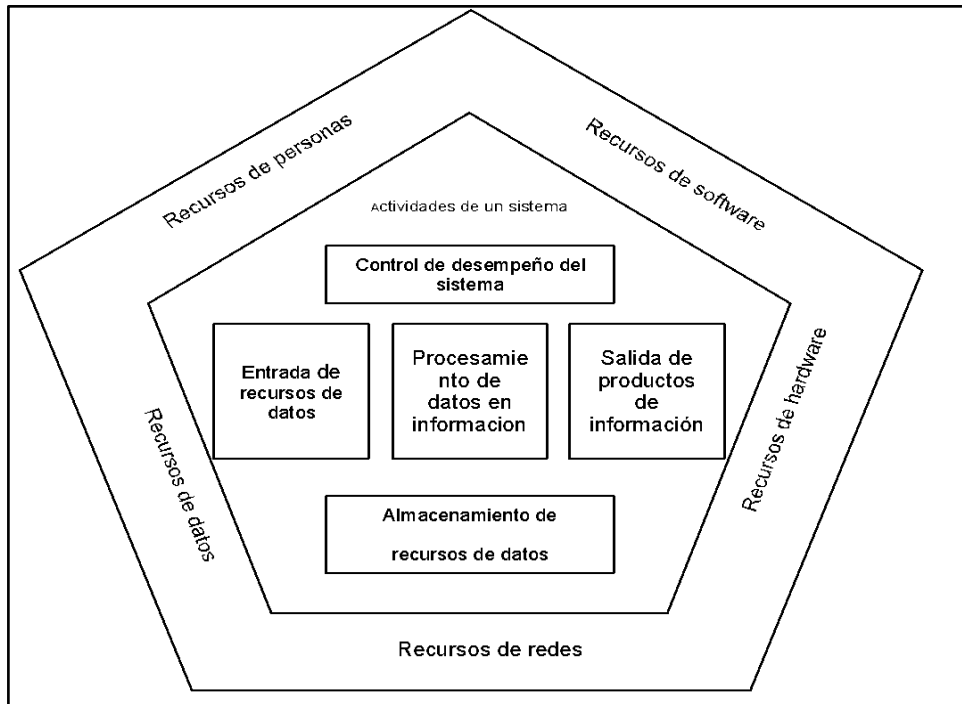 Recursos de personas
Recursos de software
Actividades de un sistema
Control de desempeño del
sistema
Entrada de
recursos de
datos
Procesamie
nto de
datos en
informacion
Salida de
productos
de
información
Recursos de datos
Recursos de hardware
Almacenamiento de
recursos de datos
Recursos de redes